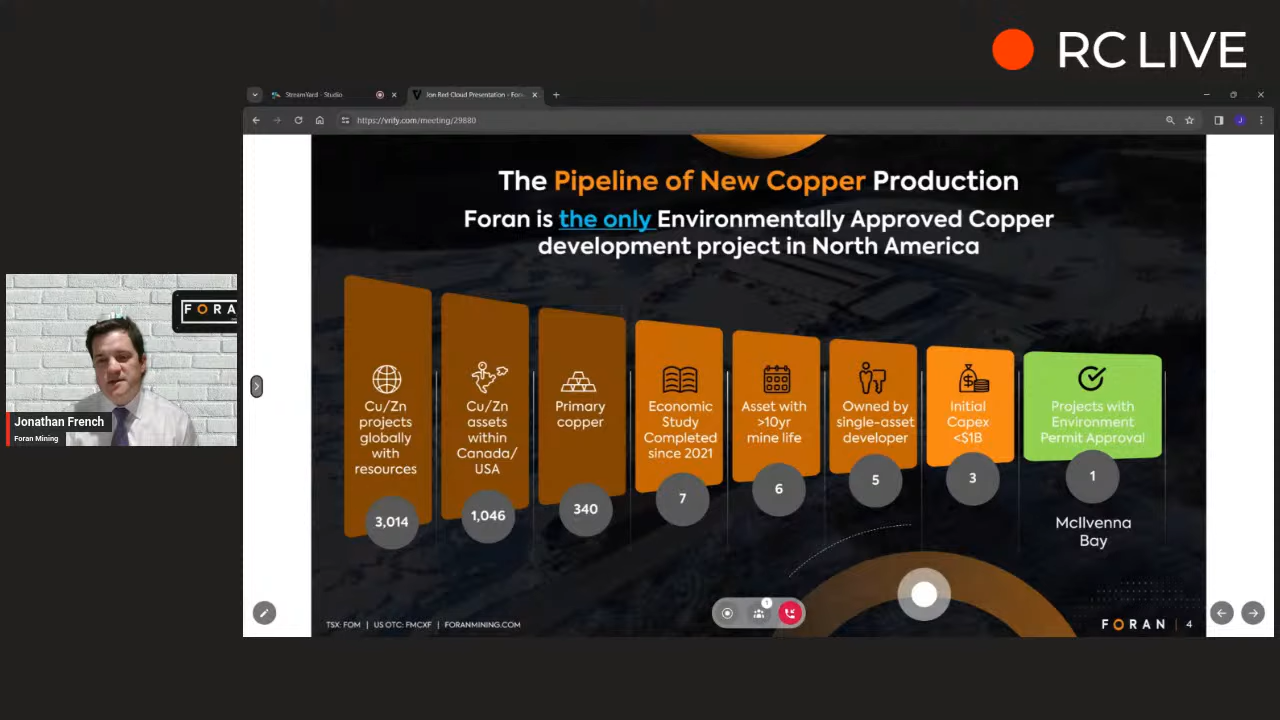 RC LIVE
StreamYard - Studio
Jon Red Cloud Presentation - For
https://vrify.com/meeting/29880
The Pipeline of New Copper Production
Foran is the only Environmentally Approved Copper
development project in North America
FORA
Jonathan French
Foran Mining
Cu/Zn
projects
globally
with
resources
3,014
Cu/Zn
assets
within
Canada/
USA
1,046
Primary
copper
340
Economic
Study
Completed
since 2021
7
Asset with
>10yr
mine life
6
Owned by
single-asset
developer
5
Initial
Capex
<$1B
3
Projects with
Environment
Permit Approval
1
McIlvenna
Bay
1
TSX: FOM | US OTC: FMCXF | FORANMINING.COM
FORAN | 4